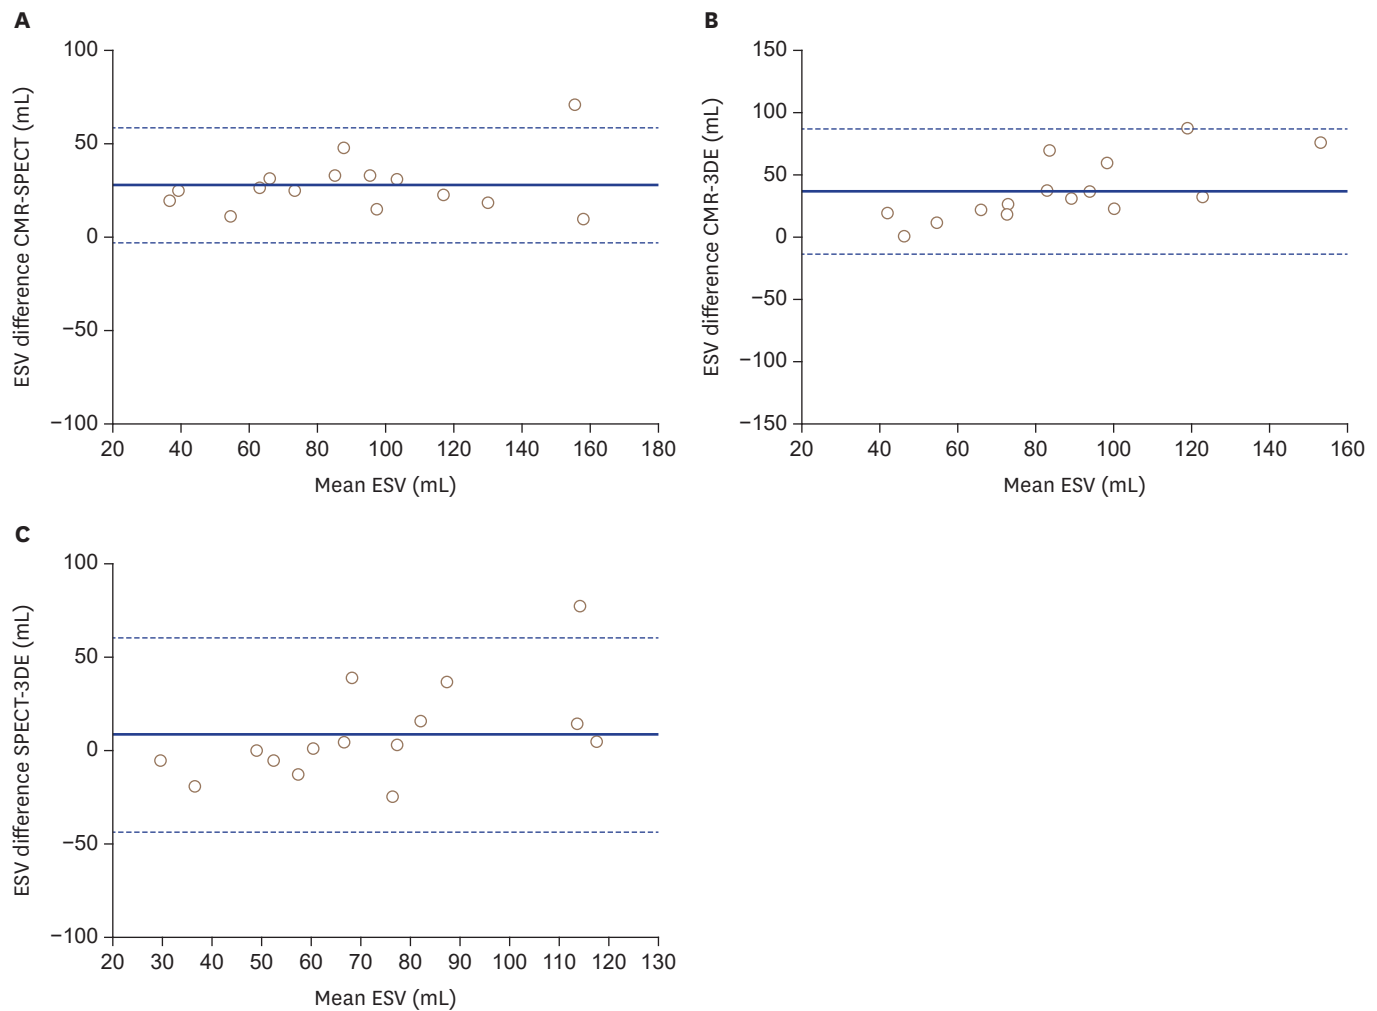 A
100
50
0
−50
−100
ESV difference CMR-SPECT (mL)
20 40 60 80 100 120 140 160 180
Mean ESV (mL)
B
150
100
50
0
−50
−100
−150
ESV difference CMR-3DE (mL)
20 40 60 80 100 120 140 160
Mean ESV (mL)
C
100
50
0
−50
−100
ESV difference SPECT-3DE (mL)
20 30 40 50 60 70 80 90 100 110 120 130
Mean ESV (mL)